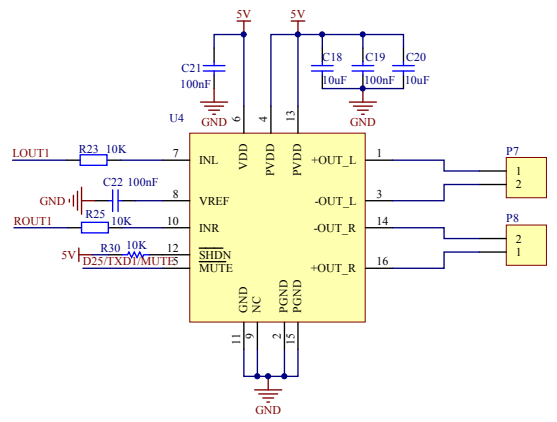 5V
5V
C21
100nF
C18
10uF
C19
100nF
C20
10uF
GND
GND
U4
6
4
13
VDD
PVDD
PVDD
LOUT1
R23 10K
7
INL
+OUT_L
1
P7
1
2
GND
C22 100nF
8
VREF
-OUT_L
3
ROUT1
R25
10K
10
INR
-OUT_R
14
P8
2
1
5V
R30
10K
12
SHDN
D25/TXD1/MUTE
5
MUTE
+OUT_R
16
GND
NC
PGND
PGND
11
9
2
15
GND